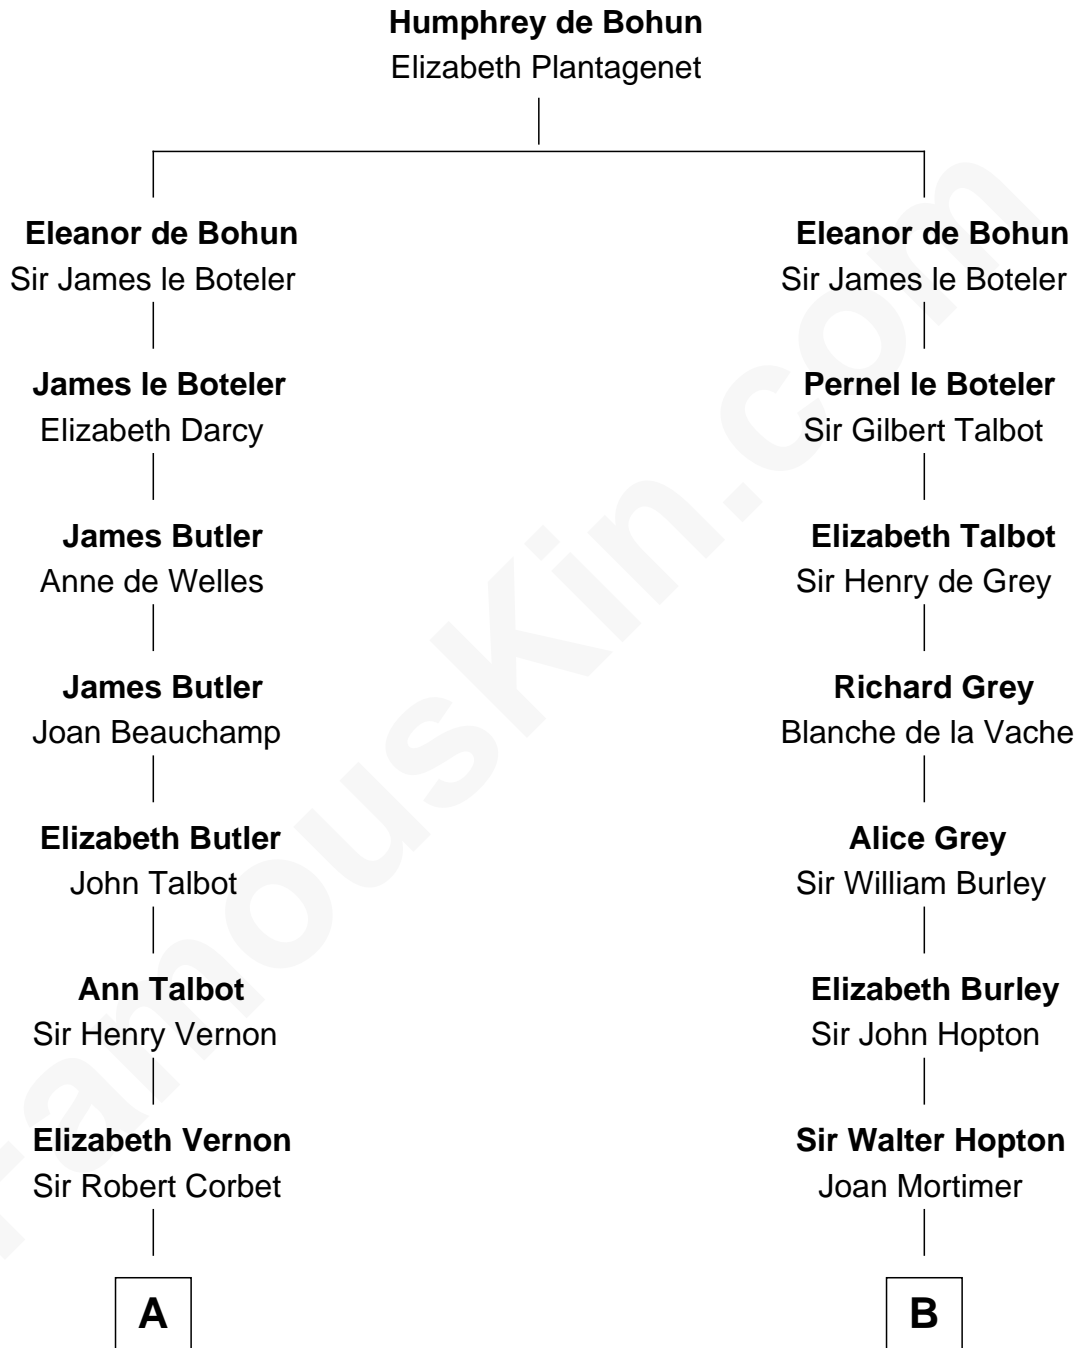 Humphrey de Bohun
Elizabeth Plantagenet
Eleanor de Bohun
Sir James le Boteler
James le Boteler
Elizabeth Darcy
James Butler
Anne de Welles
James Butler
Joan Beauchamp
Elizabeth Butler
John Talbot
Ann Talbot
Sir Henry Vernon
Elizabeth Vernon
Sir Robert Corbet
A
Eleanor de Bohun
Sir James le Boteler
Pernel le Boteler
Sir Gilbert Talbot
Elizabeth Talbot
Sir Henry de Grey
Richard Grey
Blanche de la Vache
Alice Grey
Sir William Burley
Elizabeth Burley
Sir John Hopton
Sir Walter Hopton
Joan Mortimer
B
FamousKin.com